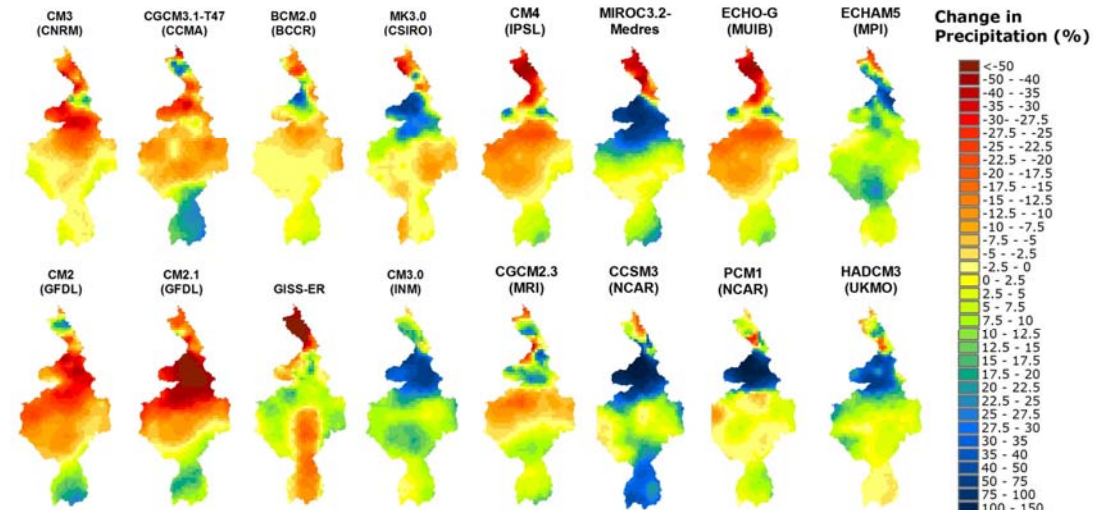 CM3
(CNRM)
CGCM3.1-T47
(CCMA)
BCM2.0
(BCCR)
MK3.0
(CSIRO)
CM4
(IPSL)
MIROC3.2-
Medres
ECHO-G
(MUIB)
ECHAM5
(MPI)
CM2
(GFDL)
CM2.1
(GFDL)
GISS-ER
CM3.0
(INM)
CGCM2.3
(MRI)
CCSM3
(NCAR)
PCM1
(NCAR)
HADCM3
(UKMO)
Change in
Precipitation (%)
<-50
-50 - -40
-40 - -35
-35 - -30
-30- -27.5
-27.5 - -25
-25 - -22.5
-22.5 - -20
-20 - -17.5
-17.5 - -15
-15 - -12.5
-12.5 - -10
-10 - -7.5
-7.5 - -5
-5 - -2.5
-2.5 - 0
0 - 2.5
2.5 - 5
5 - 7.5
7.5 - 10
10 - 12.5
12.5 - 15
15 - 17.5
17.5 - 20
20 - 22.5
22.5 - 25
25 - 27.5
27.5 - 30
30 - 35
35 - 40
40 - 50
50 - 75
75 - 100
100 - 150